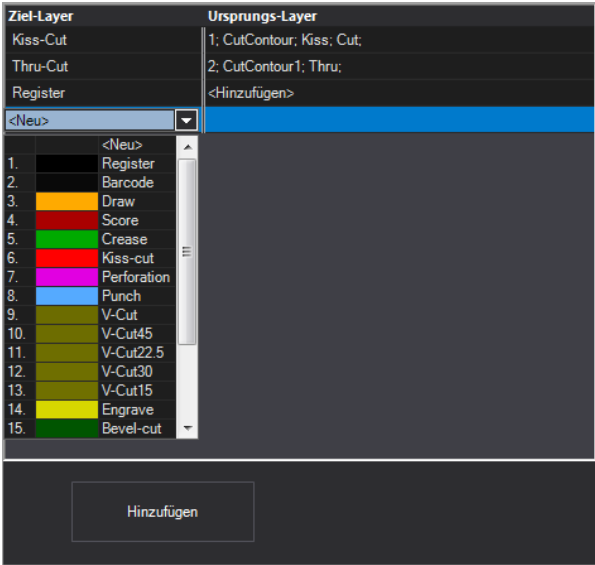 Ziel-Layer Ursprungs-Layer
Kiss-Cut 1; CutContour; Kiss; Cut;
Thru-Cut 2; CutContour1; Thru;
Register <Hinzufügen>
<Neu>
<Neu>
1. Register
2. Barcode
3. Draw
4. Score
5. Crease
6. Kiss-cut
7. Perforation
8. Punch
9. V-Cut
10. V-Cut45
11. V-Cut22.5
12. V-Cut30
13. V-Cut15
14. Engrave
15. Bevel-cut
Hinzufügen